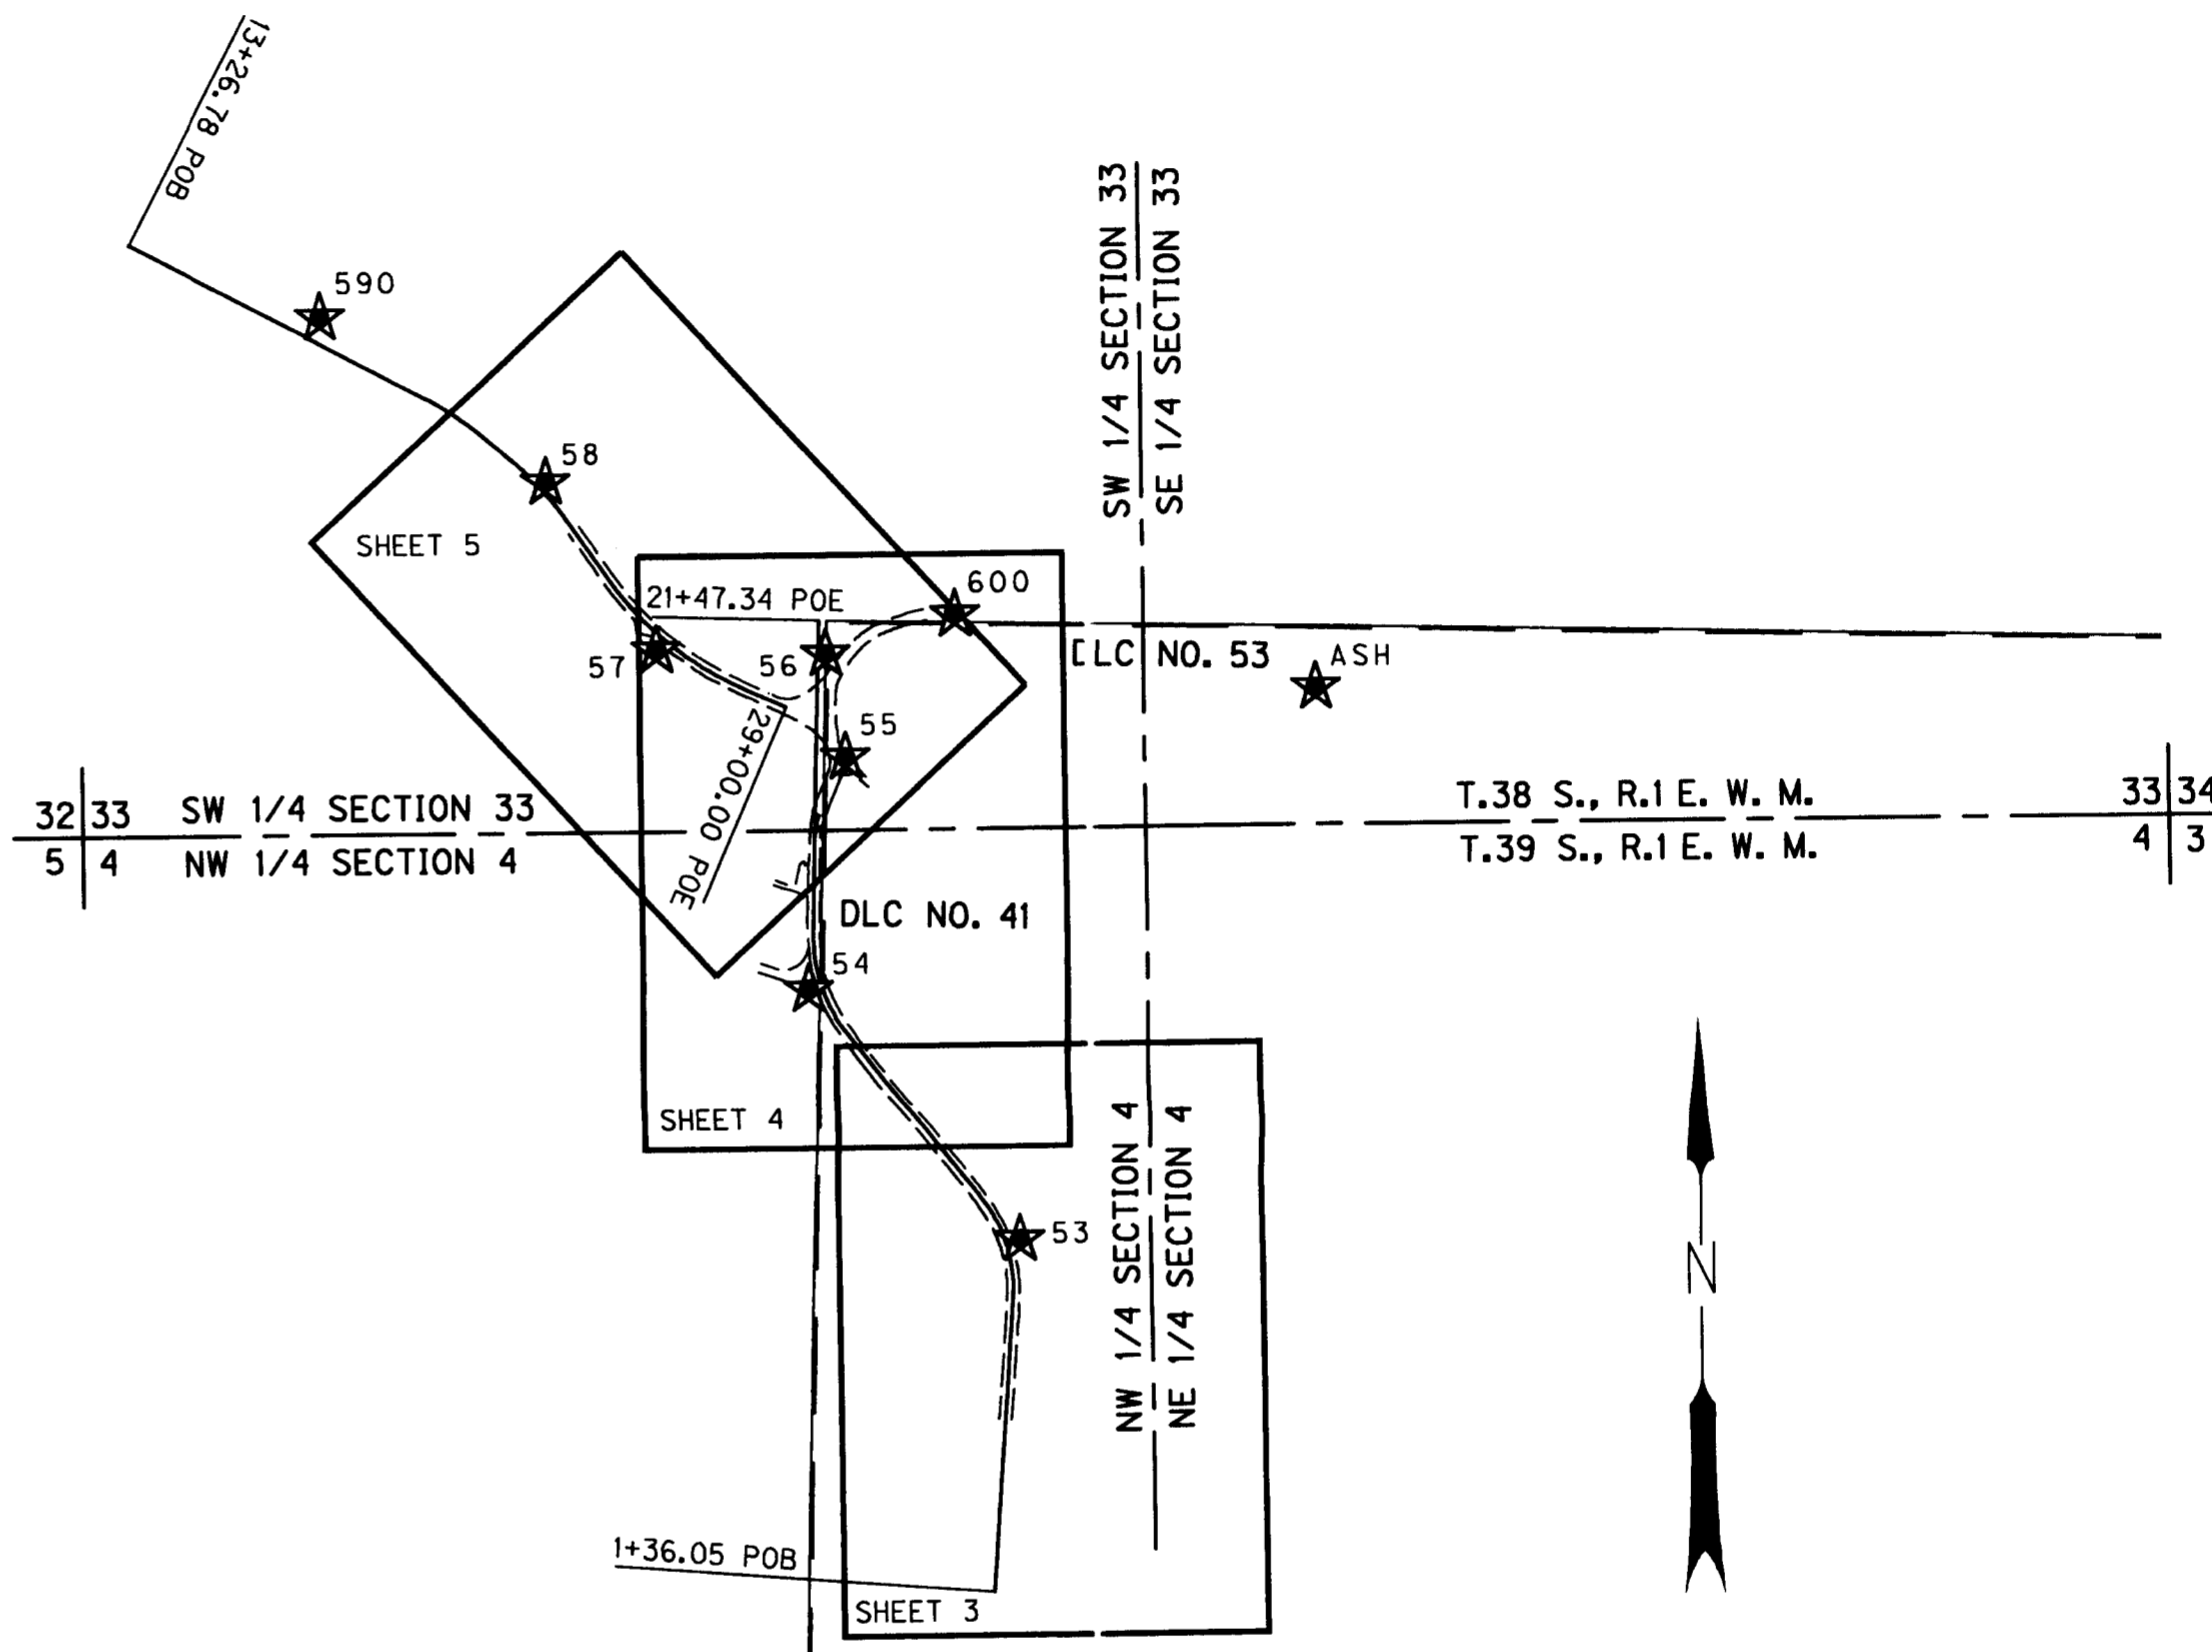 13+26.78 POB
590
58
SHEET 5
SW 1/4 SECTION 33
SE 1/4 SECTION 33
21+47.34 POE
600
57
56
DLC NO. 53
ASH
55
29+00.00 POE
32 33
SW 1/4 SECTION 33
T.38 S., R.1 E. W. M.
33 34
5 4
NW 1/4 SECTION 4
T.39 S., R.1 E. W. M.
4 3
DLC NO. 41
54
SHEET 4
NW 1/4 SECTION 4
NE 1/4 SECTION 4
53
N
1+36.05 POB
SHEET 3